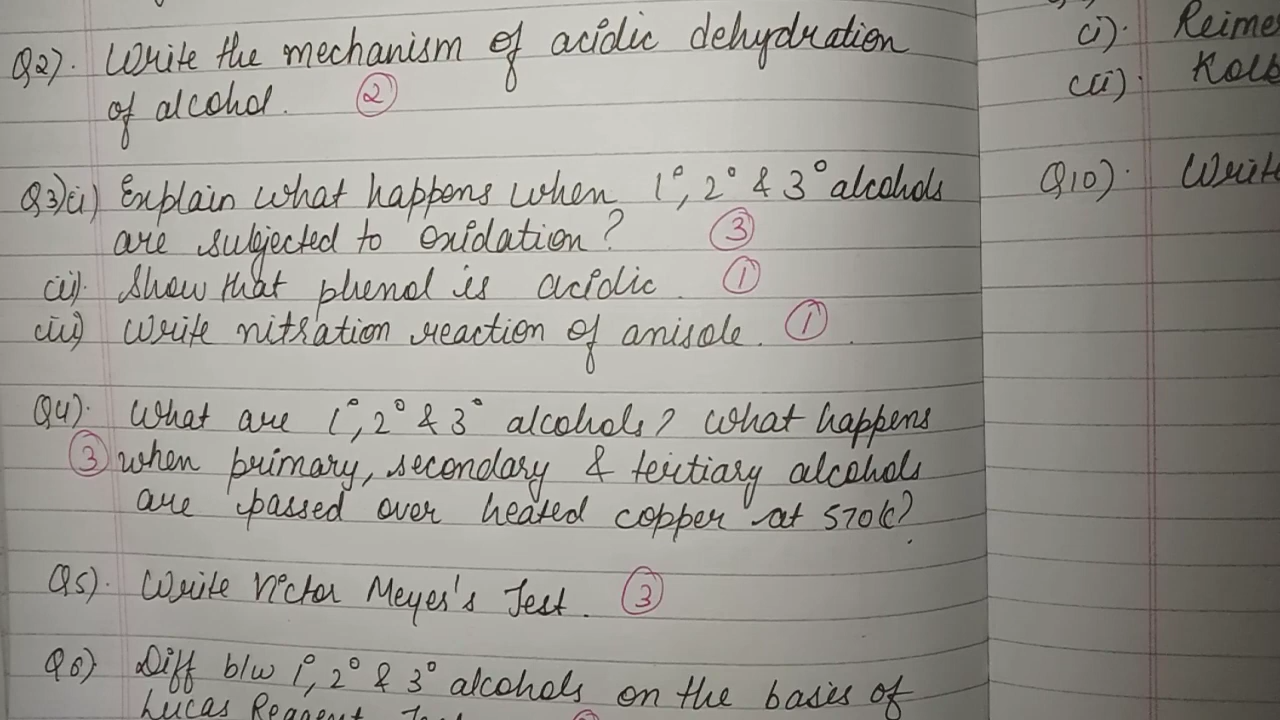 Q2). Write the mechanism of acidic dehydration
of alcohol. ②
Q3)(i) Explain what happens when 1°, 2° & 3° alcohols
are subjected to oxidation? ③
(ii). Show that phenol is acidic. ①
(iii) Write nitration reaction of anisole. ①
Q4). What are 1°, 2° & 3° alcohols? What happens
③ when primary, secondary & tertiary alcohols
are passed over heated copper at 570K?
Q5). Write Victor Meyer's Test. ③
Q6) Diff b/w 1°, 2° & 3° alcohols on the basis of
Lucas Reagent
(i). Reime
(ii). Kolb
Q10). Write